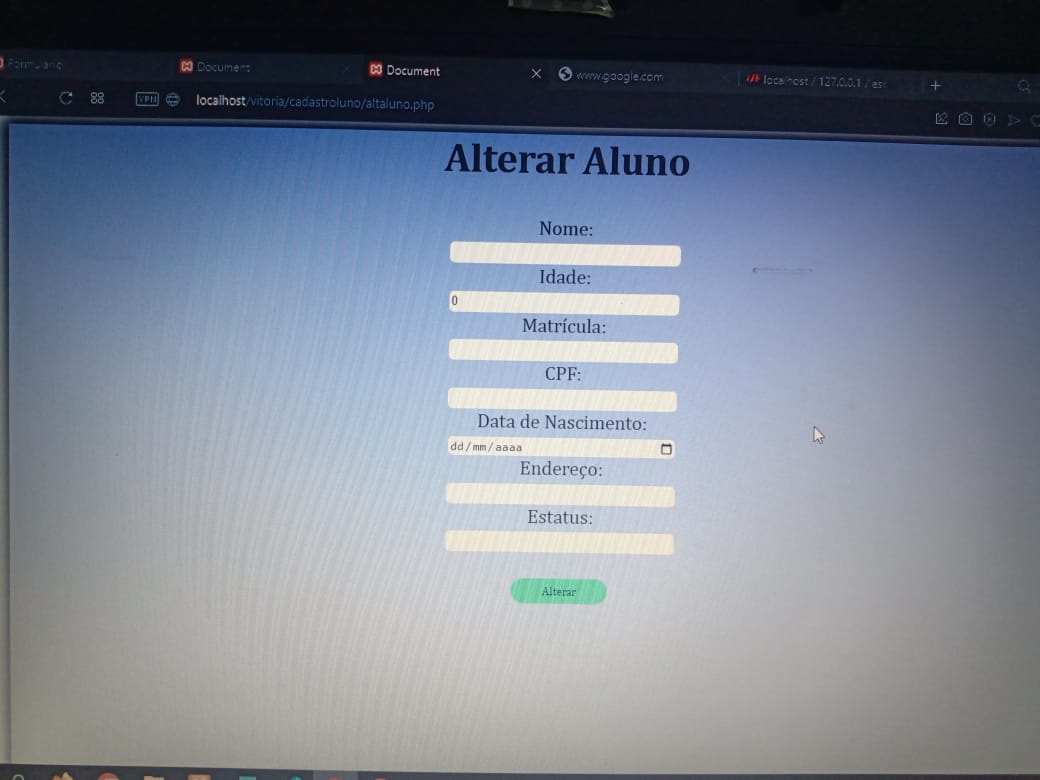 Formulário
Document
Document
www.google.com
localhost / 127.0.0.1 / esc
VPN
localhost/vitoria/cadastroluno/altaluno.php
Alterar Aluno
Nome:
Idade:
0
Matrícula:
CPF:
Data de Nascimento:
dd/mm/aaaa
Endereço:
Estatus:
Alterar